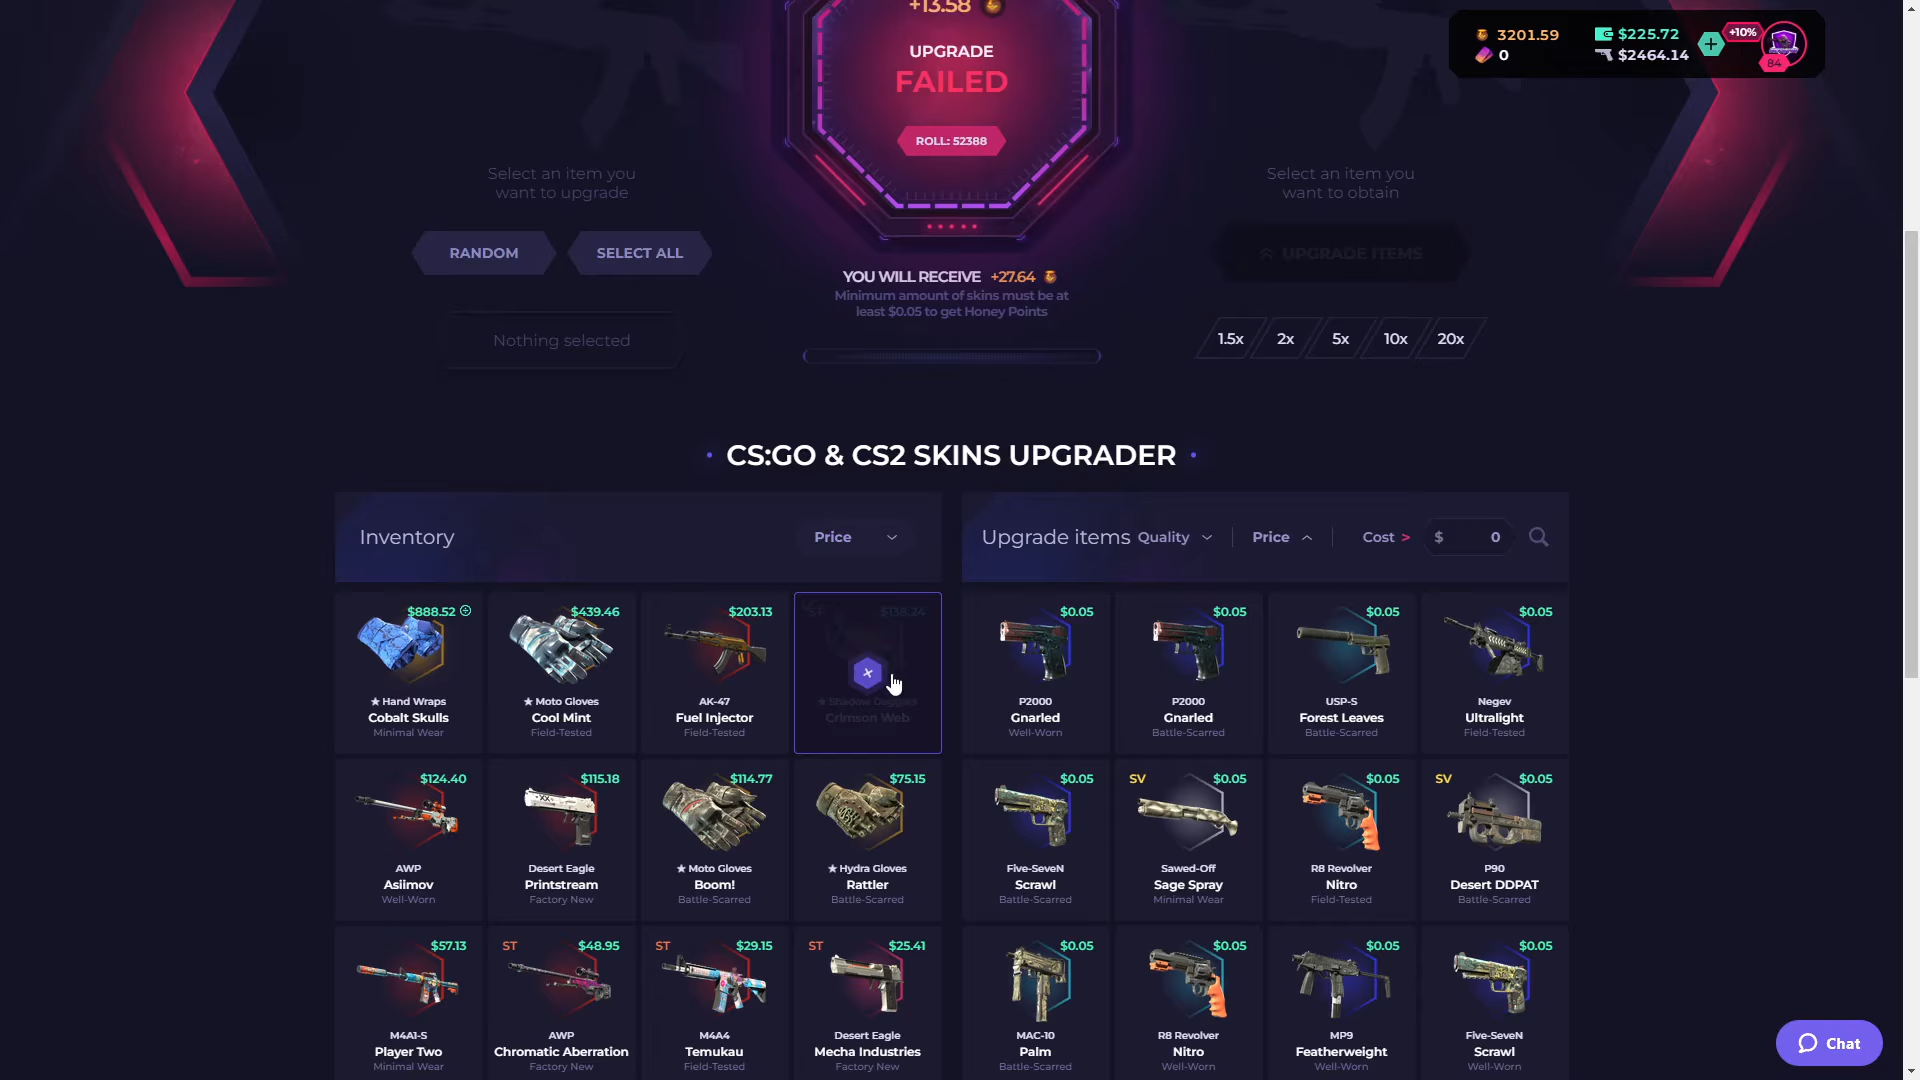 +13.58
UPGRADE
FAILED
ROLL: 52388
3201.59
$225.72
+10%
0
$2464.14
84
Select an item you
want to upgrade
Select an item you
want to obtain
RANDOM
SELECT ALL
UPGRADE ITEMS
YOU WILL RECEIVE +27.64
Minimum amount of skins must be at
least $0.05 to get Honey Points
Nothing selected
1.5x
2x
5x
10x
20x
CS:GO & CS2 SKINS UPGRADER
Inventory
Price
Upgrade items
Quality
Price
Cost >
$ 0
$888.52
★ Hand Wraps
Cobalt Skulls
Minimal Wear
$439.46
★ Moto Gloves
Cool Mint
Field-Tested
$203.13
AK-47
Fuel Injector
Field-Tested
ST
$138.24
★ Shadow Daggers
Crimson Web
$0.05
P2000
Gnarled
Well-Worn
$0.05
P2000
Gnarled
Battle-Scarred
$0.05
USP-S
Forest Leaves
Battle-Scarred
$0.05
Negev
Ultralight
Field-Tested
$124.40
AWP
Asiimov
Well-Worn
$115.18
Desert Eagle
Printstream
Factory New
$114.77
★ Moto Gloves
Boom!
Battle-Scarred
$75.15
★ Hydra Gloves
Rattler
Battle-Scarred
$0.05
Five-SeveN
Scrawl
Battle-Scarred
SV
$0.05
Sawed-Off
Sage Spray
Minimal Wear
$0.05
R8 Revolver
Nitro
Field-Tested
SV
$0.05
P90
Desert DDPAT
Battle-Scarred
$57.13
M4A1-S
Player Two
Minimal Wear
ST
$48.95
AWP
Chromatic Aberration
Factory New
ST
$29.15
M4A4
Temukau
Field-Tested
ST
$25.41
Desert Eagle
Mecha Industries
Factory New
$0.05
MAC-10
Palm
Battle-Scarred
$0.05
R8 Revolver
Nitro
Well-Worn
$0.05
MP9
Featherweight
Well-Worn
$0.05
Five-SeveN
Scrawl
Well-Worn
Chat